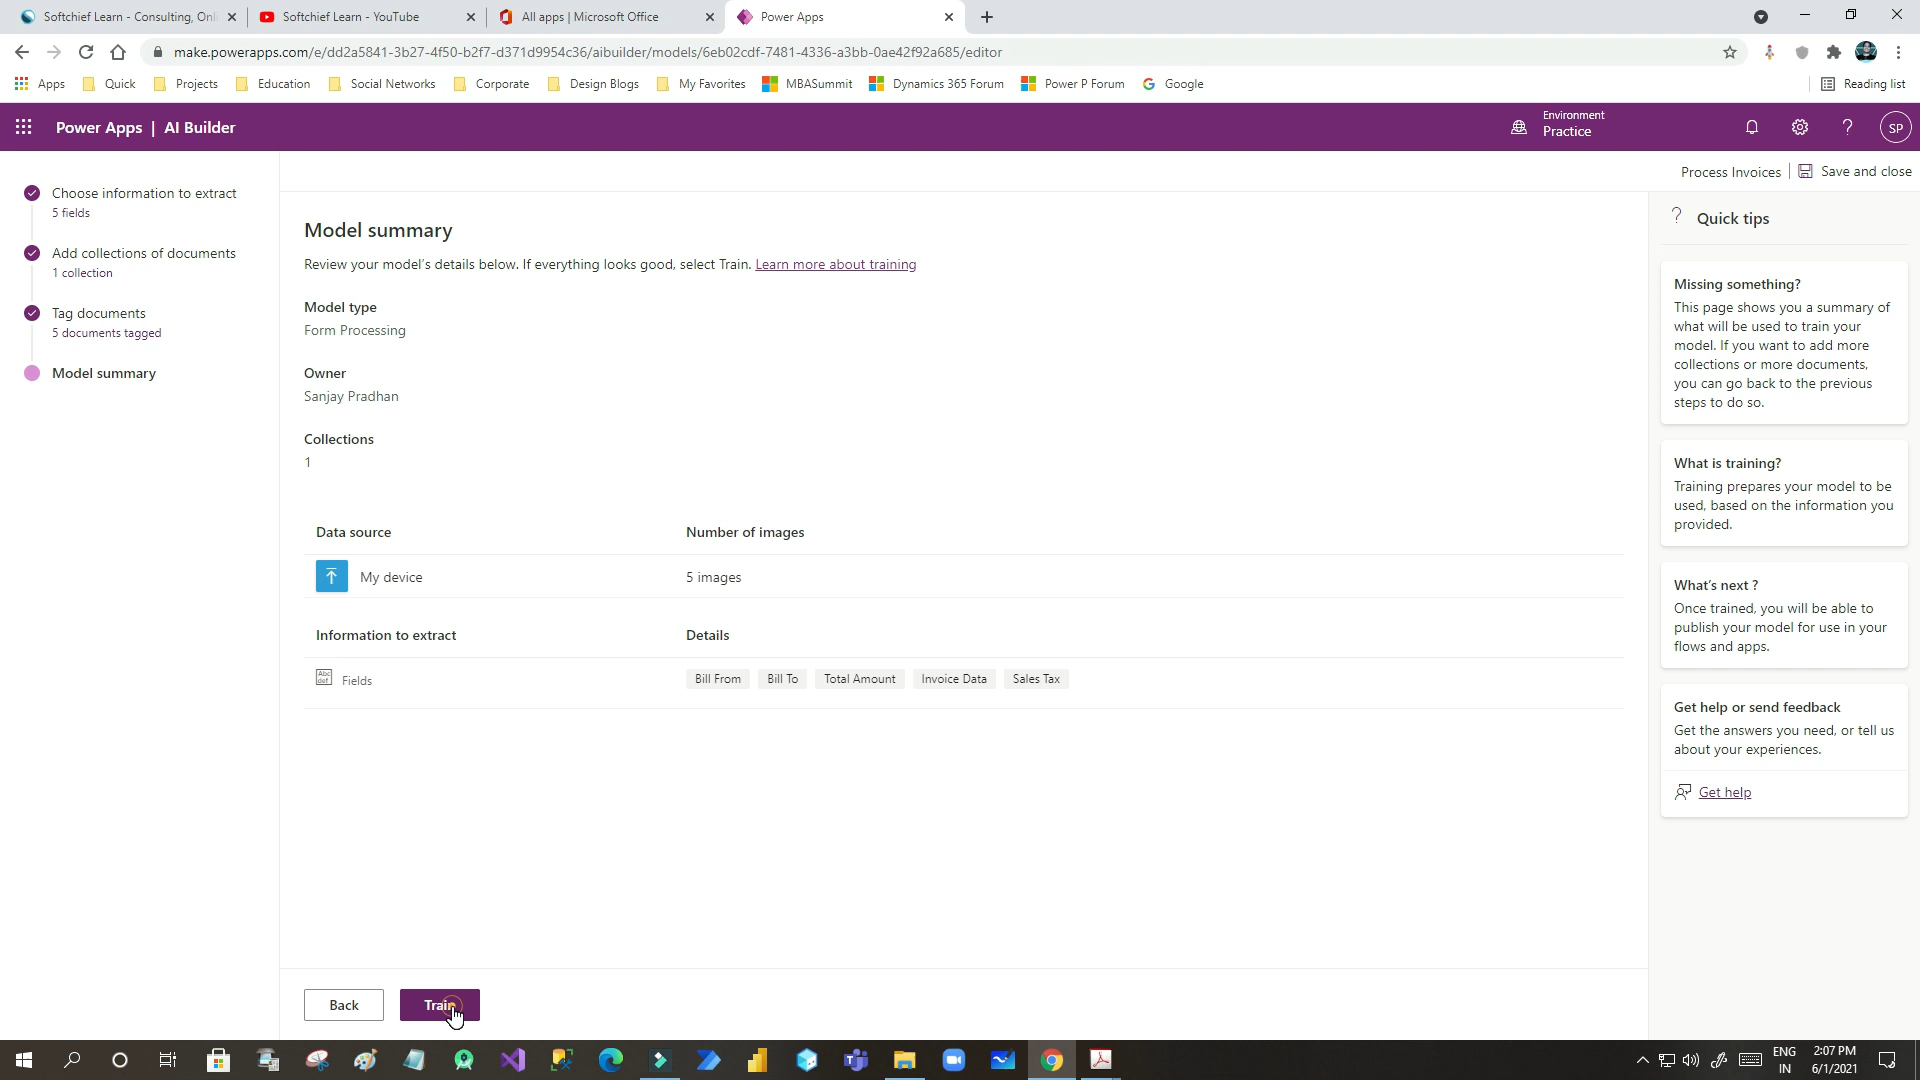 Softchief Learn - Consulting, Onl
Softchief Learn - YouTube
All apps | Microsoft Office
Power Apps
make.powerapps.com/e/dd2a5841-3b27-4f50-b2f7-d371d9954c36/aibuilder/models/6eb02cdf-7481-4336-a3bb-0ae42f92a685/editor
Apps
Quick
Projects
Education
Social Networks
Corporate
Design Blogs
My Favorites
MBASummit
Dynamics 365 Forum
Power P Forum
Google
Reading list
Power Apps | AI Builder
Environment
Practice
SP
Process Invoices
Save and close
Choose information to extract
5 fields
Add collections of documents
1 collection
Tag documents
5 documents tagged
Model summary
Model summary
Review your model's details below. If everything looks good, select Train. Learn more about training
Model type
Form Processing
Owner
Sanjay Pradhan
Collections
1
Data source
Number of images
My device
5 images
Information to extract
Details
Abc
def
Fields
Bill From
Bill To
Total Amount
Invoice Data
Sales Tax
Back
Train
Quick tips
Missing something?
This page shows you a summary of
what will be used to train your
model. If you want to add more
collections or more documents,
you can go back to the previous
steps to do so.
What is training?
Training prepares your model to be
used, based on the information you
provided.
What's next ?
Once trained, you will be able to
publish your model for use in your
flows and apps.
Get help or send feedback
Get the answers you need, or tell us
about your experiences.
Get help
ENG
IN
2:07 PM
6/1/2021